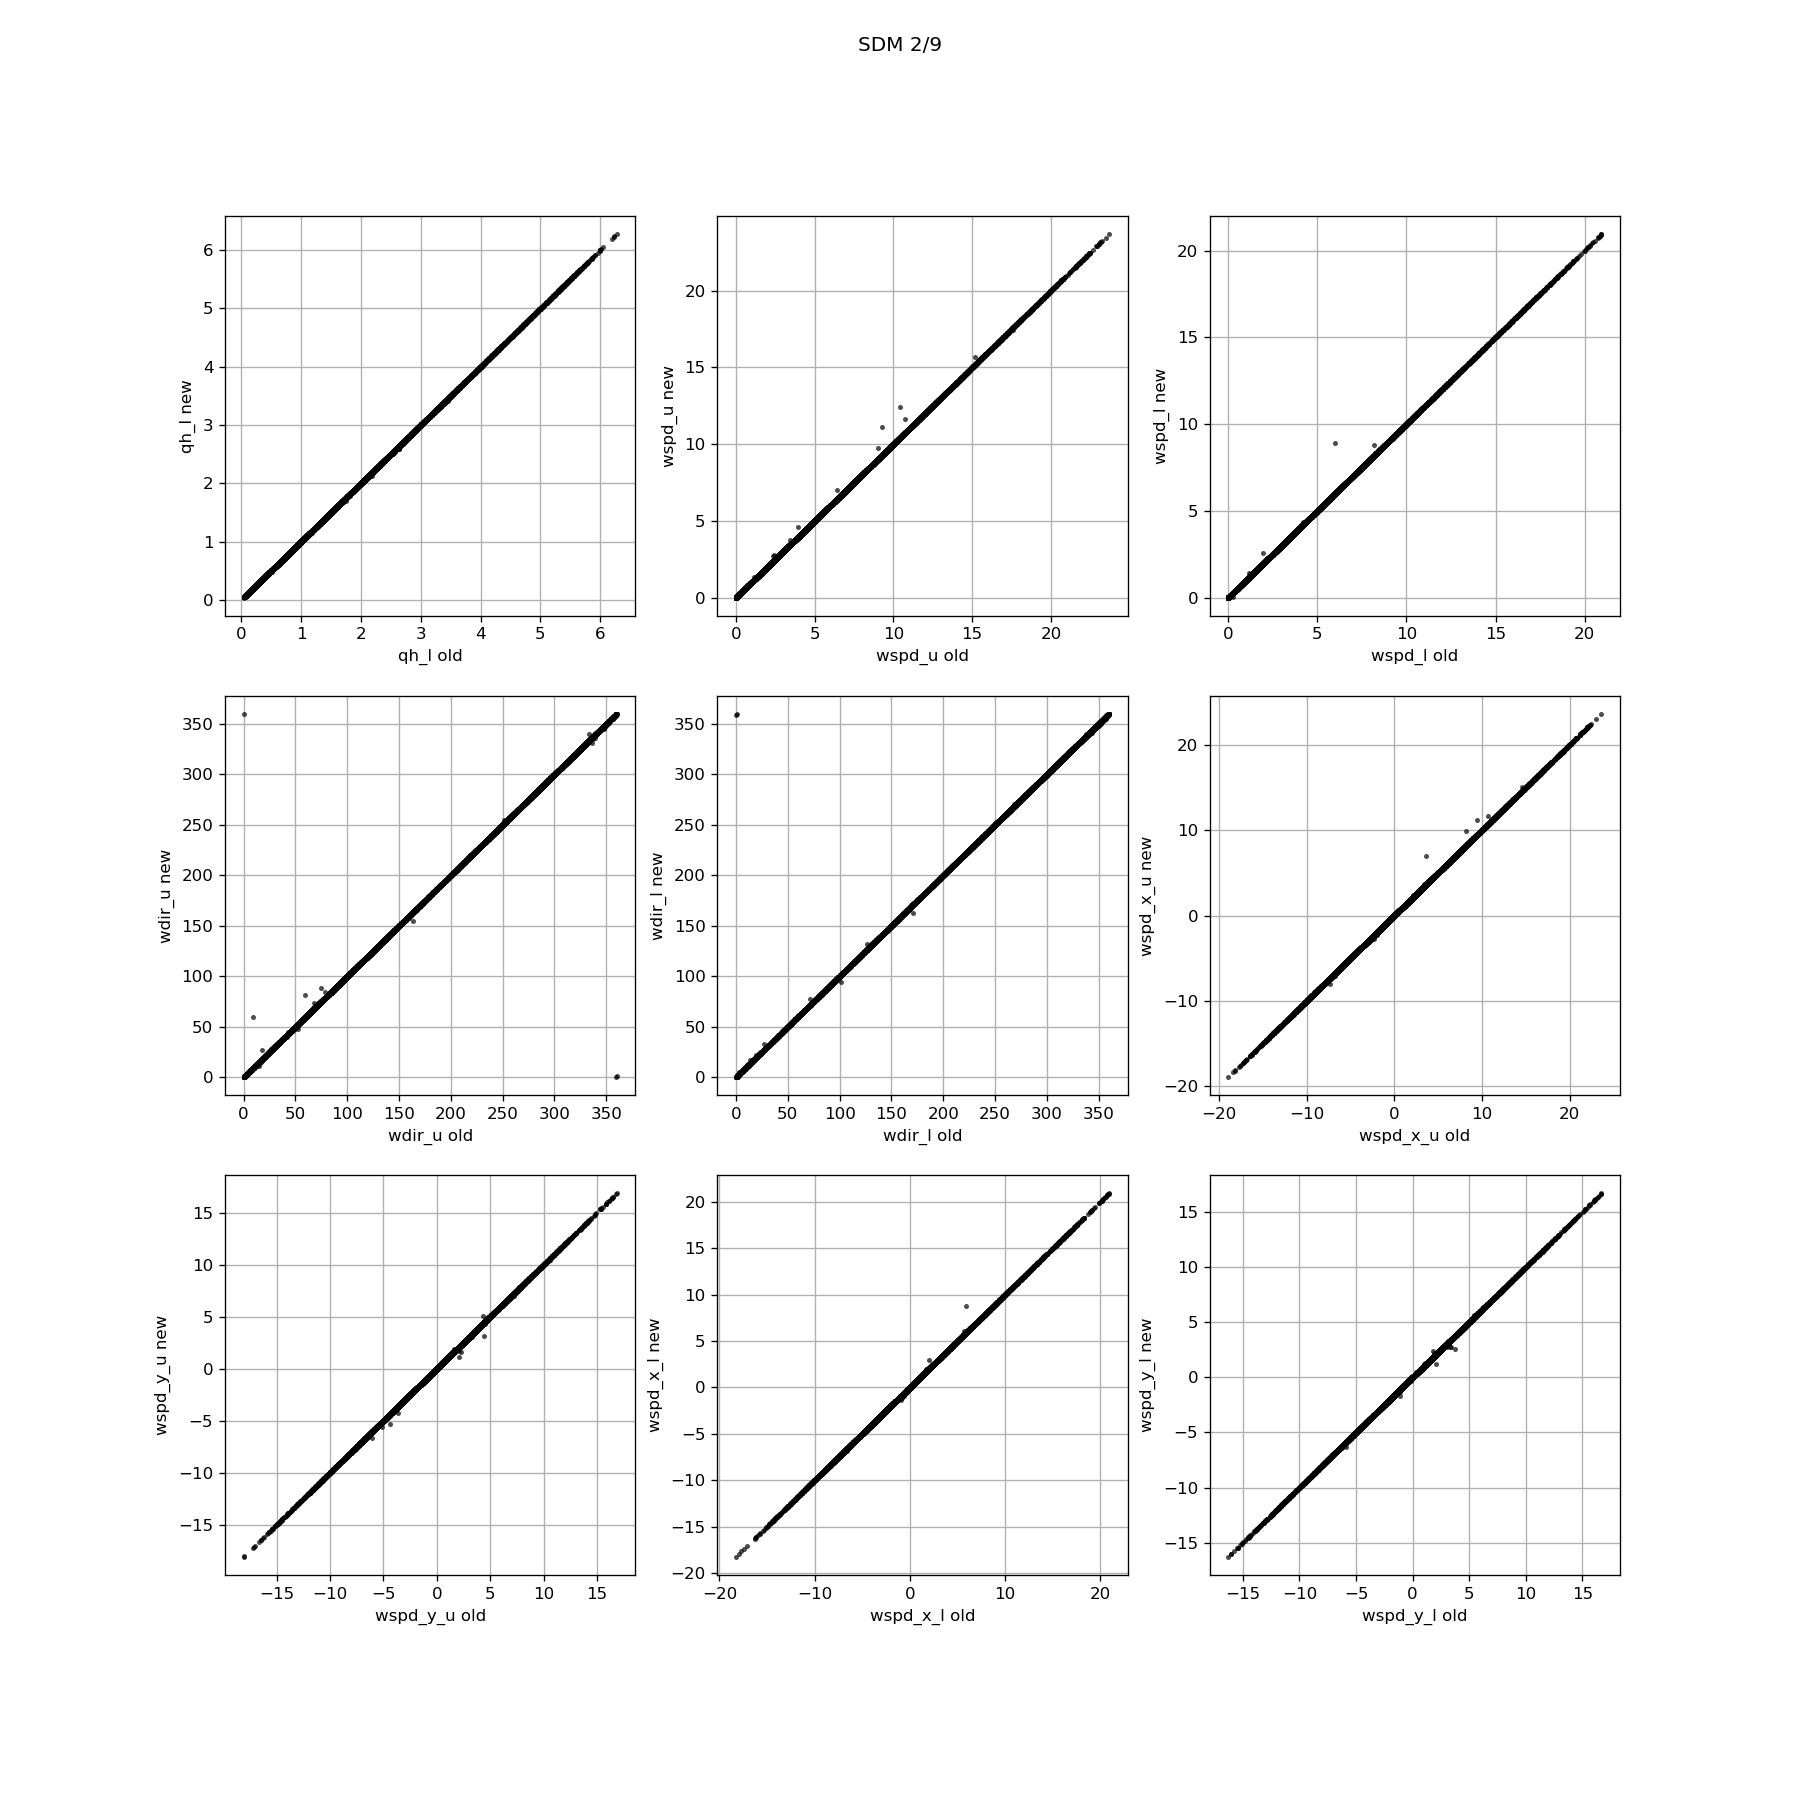 SDM 2/9
qh_l new
6
5
4
3
2
1
0
0 1 2 3 4 5 6
qh_l old
wspd_u new
20
15
10
5
0
0 5 10 15 20
wspd_u old
wspd_l new
20
15
10
5
0
0 5 10 15 20
wspd_l old
wdir_u new
350
300
250
200
150
100
50
0
0 50 100 150 200 250 300 350
wdir_u old
wdir_l new
350
300
250
200
150
100
50
0
0 50 100 150 200 250 300 350
wdir_l old
wspd_x_u new
20
10
0
−10
−20
−20 −10 0 10 20
wspd_x_u old
wspd_y_u new
15
10
5
0
−5
−10
−15
−15 −10 −5 0 5 10 15
wspd_y_u old
wspd_x_l new
20
15
10
5
0
−5
−10
−15
−20
−20 −10 0 10 20
wspd_x_l old
wspd_y_l new
15
10
5
0
−5
−10
−15
−15 −10 −5 0 5 10 15
wspd_y_l old